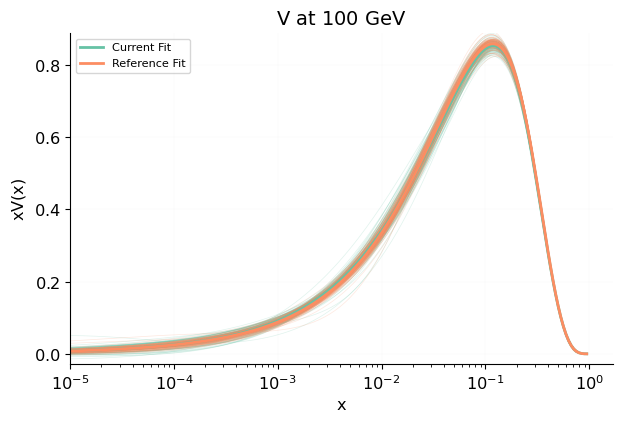 V at 100 GeV
Current Fit
Reference Fit
xV(x)
0.8
0.6
0.4
0.2
0.0
10⁻⁵ 10⁻⁴ 10⁻³ 10⁻² 10⁻¹ 10⁰
x